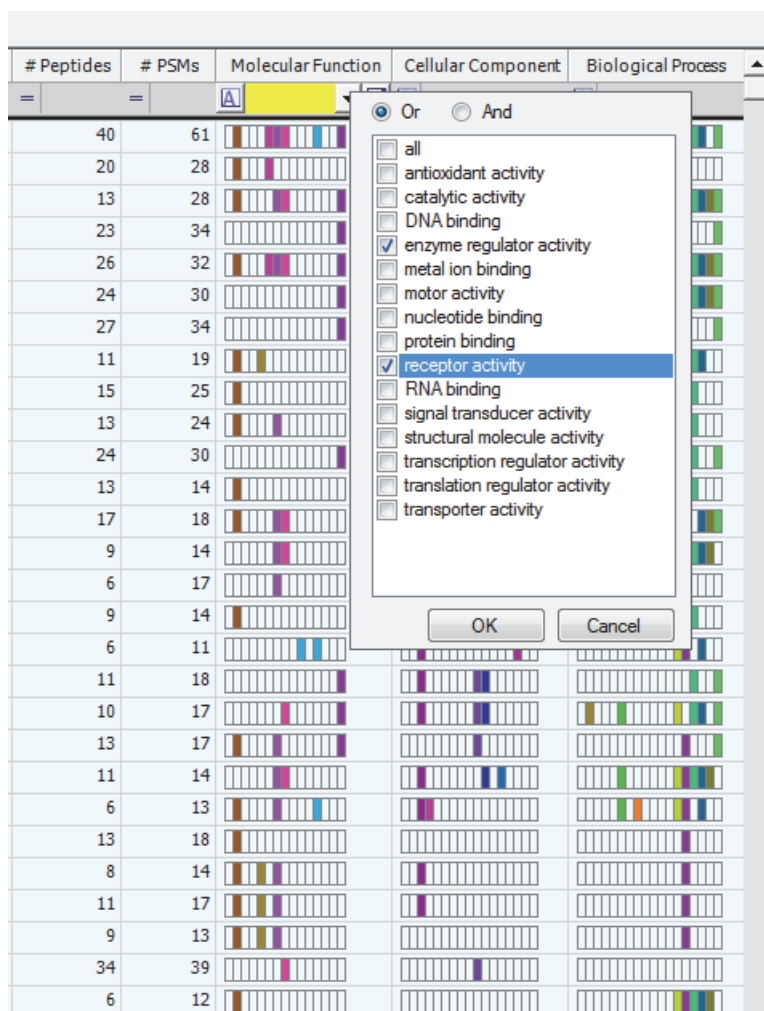 # Peptides # PSMs Molecular Function Cellular Component Biological Process
= = A
Or And
all
antioxidant activity
catalytic activity
DNA binding
enzyme regulator activity
metal ion binding
motor activity
nucleotide binding
protein binding
receptor activity
RNA binding
signal transducer activity
structural molecule activity
transcription regulator activity
translation regulator activity
transporter activity
OK Cancel
40 61
20 28
13 28
23 34
26 32
24 30
27 34
11 19
15 25
13 24
24 30
13 14
17 18
9 14
6 17
9 14
6 11
11 18
10 17
13 17
11 14
6 13
13 18
8 14
11 17
9 13
34 39
6 12